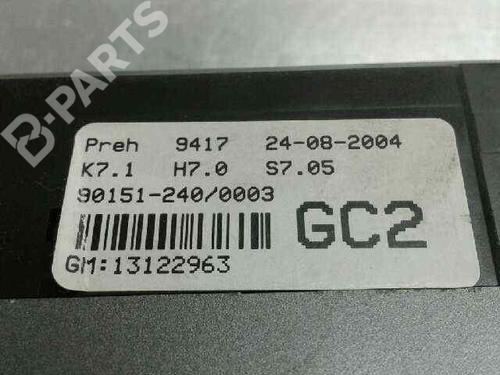 B-PARTS
Preh 9417 24-08-2004
K7.1 H7.0 S7.05
90151-240/0003
GC2
GM:13122963